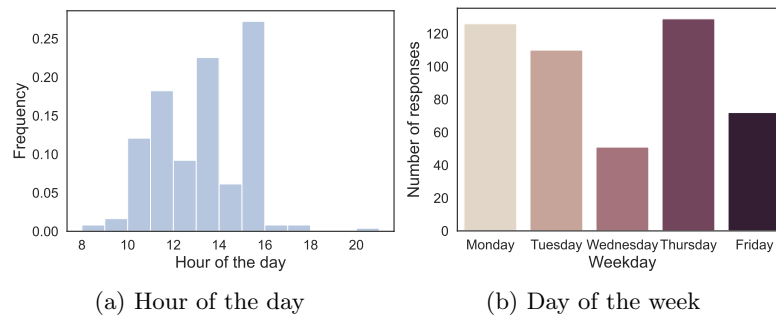 0.25
0.20
0.15
0.10
0.05
0.00
Frequency
8 10 12 14 16 18 20
Hour of the day
(a) Hour of the day
120
100
80
60
40
20
0
Number of responses
Monday Tuesday Wednesday Thursday Friday
Weekday
(b) Day of the week